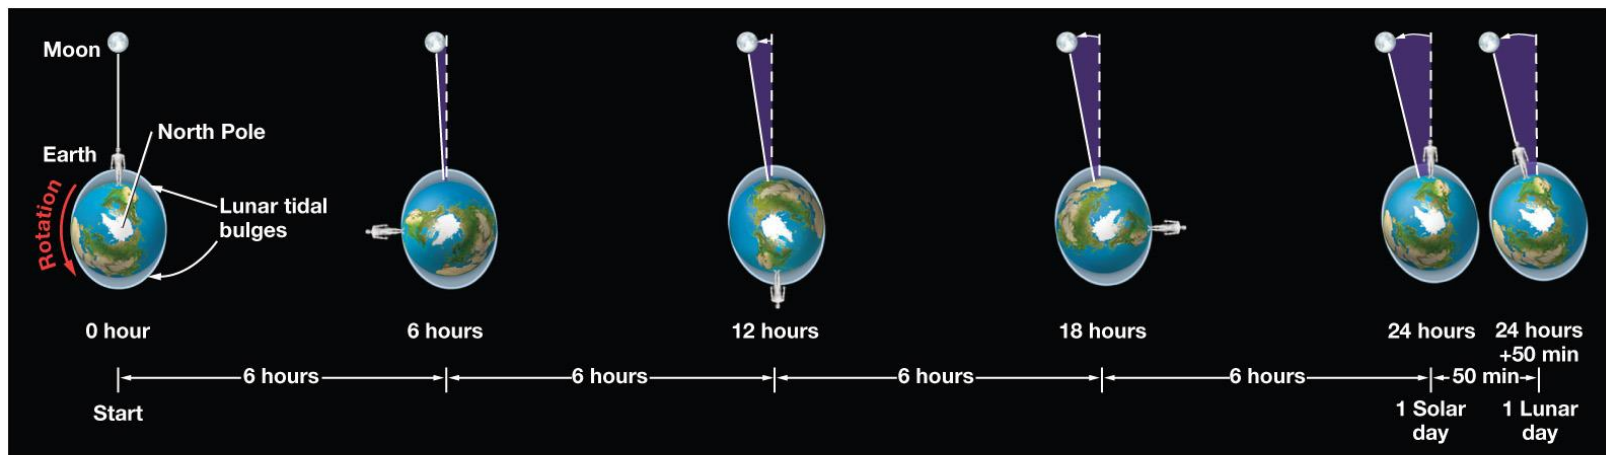 Moon
North Pole
Earth
Rotation
Lunar tidal
bulges
0 hour
6 hours
12 hours
18 hours
24 hours
24 hours
+50 min
6 hours
6 hours
6 hours
6 hours
50 min
Start
1 Solar
day
1 Lunar
day